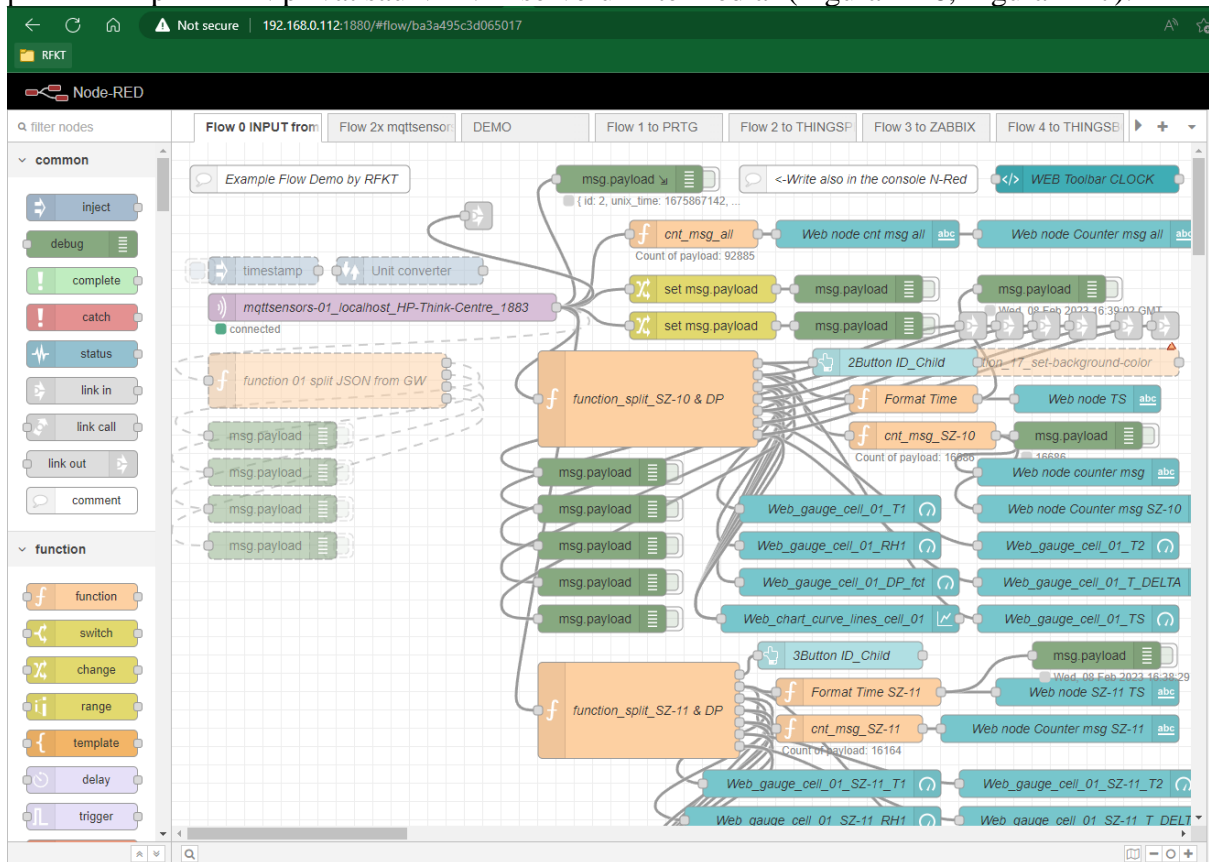 Not secure | 192.168.0.112:1880/#flow/ba3a495c3d065017
RFKT
Node-RED
filter nodes
Flow 0 INPUT from
Flow 2x mqttsensor
DEMO
Flow 1 to PRTG
Flow 2 to THINGSP
Flow 3 to ZABBIX
Flow 4 to THINGSB
common
inject
debug
complete
catch
status
link in
link call
link out
comment
function
function
switch
change
range
template
delay
trigger
Example Flow Demo by RFKT
msg.payload
{ id: 2, unix_time: 1675867142, ...
<-Write also in the console N-Red
</> WEB Toolbar CLOCK
cnt_msg_all
Count of payload: 92885
Web node cnt msg all abc
Web node Counter msg all abc
timestamp
Unit converter
mqttsensors-01_localhost_HP-Think-Centre_1883
connected
set msg.payload
msg.payload
msg.payload
Wed, 08 Feb 2023 16:39:02 GMT
set msg.payload
msg.payload
function 01 split JSON from GW
msg.payload
msg.payload
msg.payload
msg.payload
function_split_SZ-10 & DP
2Button ID_Child
tion_17_set-background-color
Format Time
Web node TS abc
cnt_msg_SZ-10
Count of payload: 16686
msg.payload
16686
Web node counter msg abc
msg.payload
msg.payload
Web_gauge_cell_01_T1
Web node Counter msg SZ-10
msg.payload
Web_gauge_cell_01_RH1
Web_gauge_cell_01_T2
msg.payload
Web_gauge_cell_01_DP_fct
Web_gauge_cell_01_T_DELTA
msg.payload
Web_chart_curve_lines_cell_01
Web_gauge_cell_01_TS
function_split_SZ-11 & DP
3Button ID_Child
msg.payload
Wed, 08 Feb 2023 16:38:29
Format Time SZ-11
Web node SZ-11 TS abc
cnt_msg_SZ-11
Count of payload: 16164
Web node Counter msg SZ-11 abc
Web_gauge_cell_01_SZ-11_T1
Web_gauge_cell_01_SZ-11_T2
Web_gauge_cell_01_SZ-11_RH1
Web_gauge_cell_01_SZ-11_T_DELT